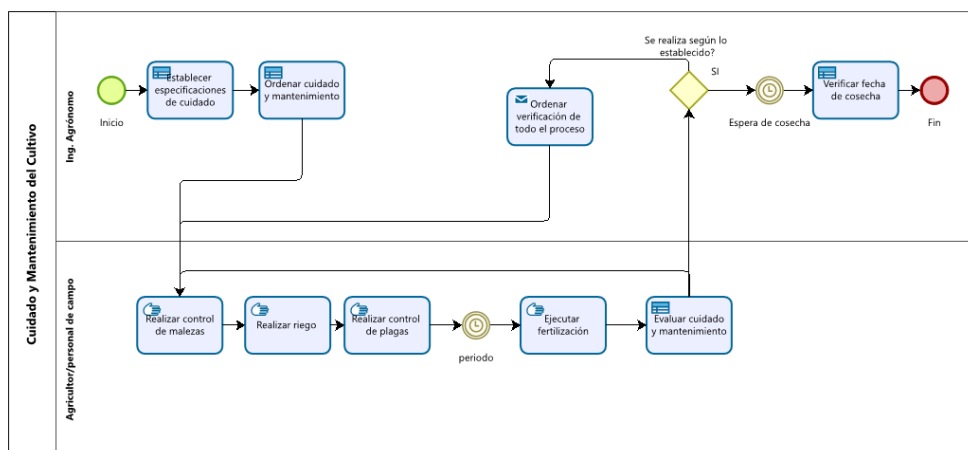 Cuidado y Mantenimiento del Cultivo
Ing. Agrónomo
Inicio
Establecer
especificaciones
de cuidado
Ordenar cuidado
y mantenimiento
Ordenar
verificación de
todo el proceso
Se realiza según lo
establecido?
SI
Espera de cosecha
Verificar fecha
de cosecha
Fin
Agricultor/personal de campo
Realizar control
de malezas
Realizar riego
Realizar control
de plagas
periodo
Ejecutar
fertilización
Evaluar cuidado
y mantenimiento